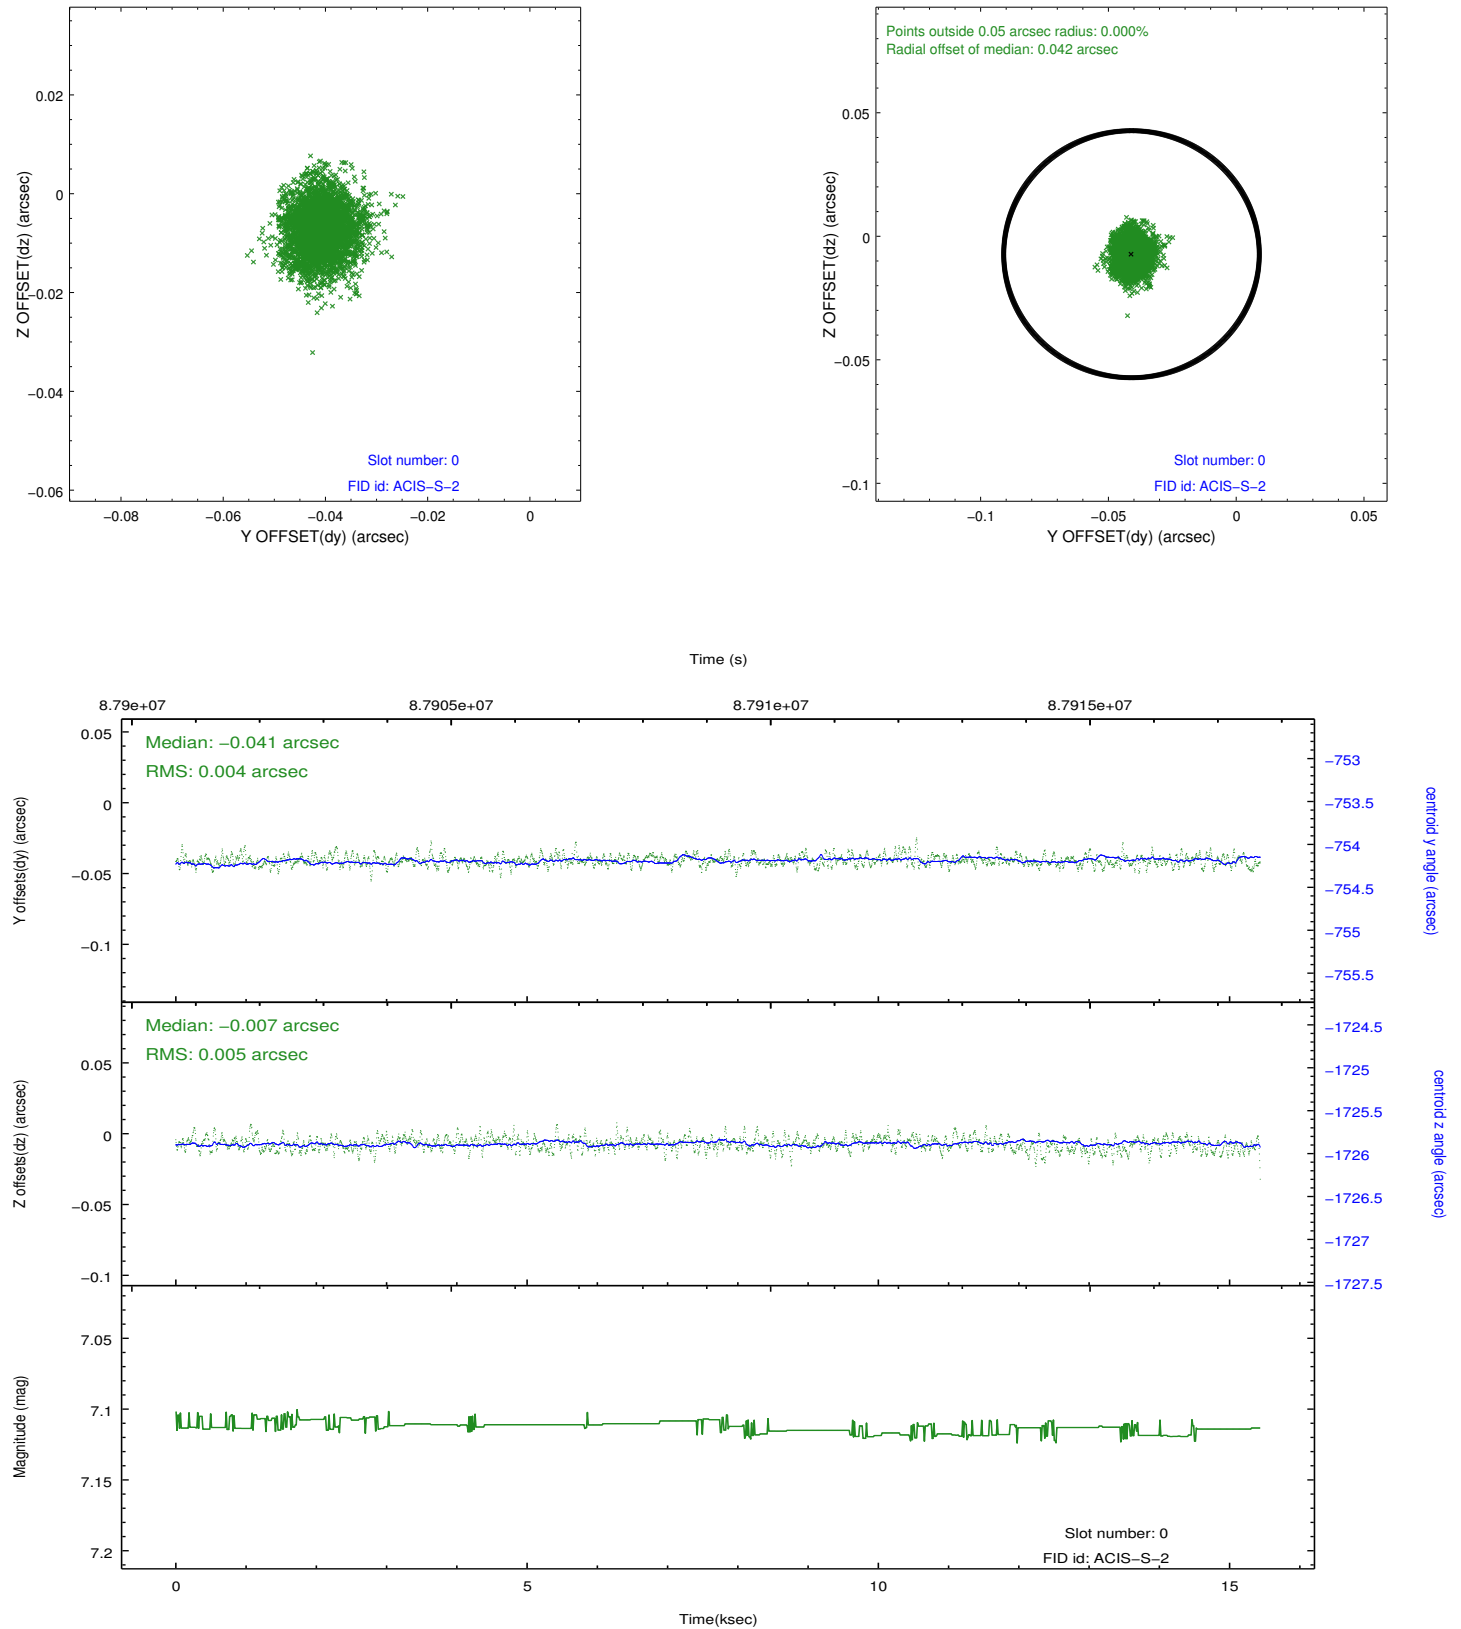 0.02
0
−0.02
−0.04
−0.06
Z OFFSET(dz) (arcsec)
Slot number: 0
FID id: ACIS−S−2
−0.08 −0.06 −0.04 −0.02 0
Y OFFSET(dy) (arcsec)
Points outside 0.05 arcsec radius: 0.000%
Radial offset of median: 0.042 arcsec
0.05
0
−0.05
−0.1
Z OFFSET(dz) (arcsec)
Slot number: 0
FID id: ACIS−S−2
−0.1 −0.05 0 0.05
Y OFFSET(dy) (arcsec)
Time (s)
8.79e+07 8.7905e+07 8.791e+07 8.7915e+07
Median: −0.041 arcsec
RMS: 0.004 arcsec
0.05
0
−0.05
−0.1
Y offsets(dy) (arcsec)
−753
−753.5
−754
−754.5
−755
−755.5
centroid y angle (arcsec)
Median: −0.007 arcsec
RMS: 0.005 arcsec
0.05
0
−0.05
−0.1
Z offsets(dz) (arcsec)
−1724.5
−1725
−1725.5
−1726
−1726.5
−1727
−1727.5
centroid z angle (arcsec)
7.05
7.1
7.15
7.2
Magnitude (mag)
Slot number: 0
FID id: ACIS−S−2
0 5 10 15
Time(ksec)